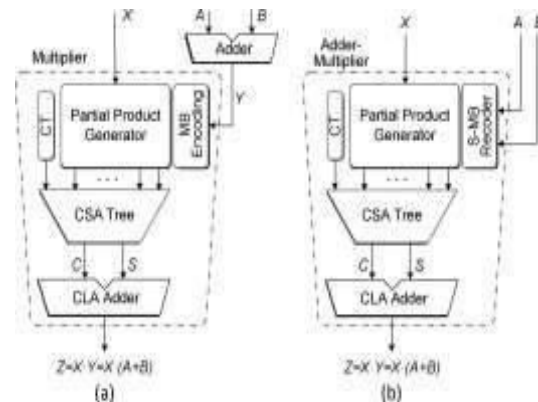 X
A
B
Adder
Multiplier
Y
CT
Partial Product
Generator
MB
Encoding
...
CSA Tree
C
S
CLA Adder
Z=X Y=X (A+B)
(a)
X
A
B
Adder-
Multiplier
CT
Partial Product
Generator
S-MB
Recoder
...
CSA Tree
C
S
CLA Adder
Z=X Y=X (A+B)
(b)